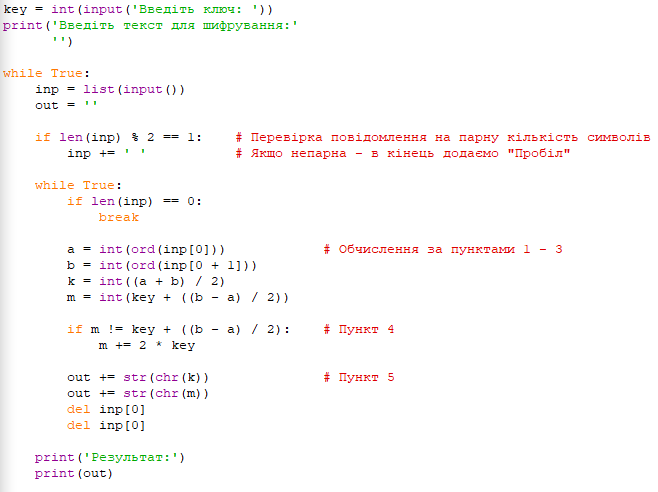 key = int(input('Введіть ключ: '))
print('Введіть текст для шифрування:'
      '')

while True:
    inp = list(input())
    out = ''

    if len(inp) % 2 == 1:    # Перевірка повідомлення на парну кількість символів
        inp += ' '           # Якщо непарна – в кінець додаємо "Пробіл"

    while True:
        if len(inp) == 0:
            break

        a = int(ord(inp[0]))            # Обчислення за пунктами 1 – 3
        b = int(ord(inp[0 + 1]))
        k = int((a + b) / 2)
        m = int(key + ((b - a) / 2))

        if m != key + ((b - a) / 2):    # Пункт 4
            m += 2 * key

        out += str(chr(k))              # Пункт 5
        out += str(chr(m))
        del inp[0]
        del inp[0]

    print('Результат:')
    print(out)